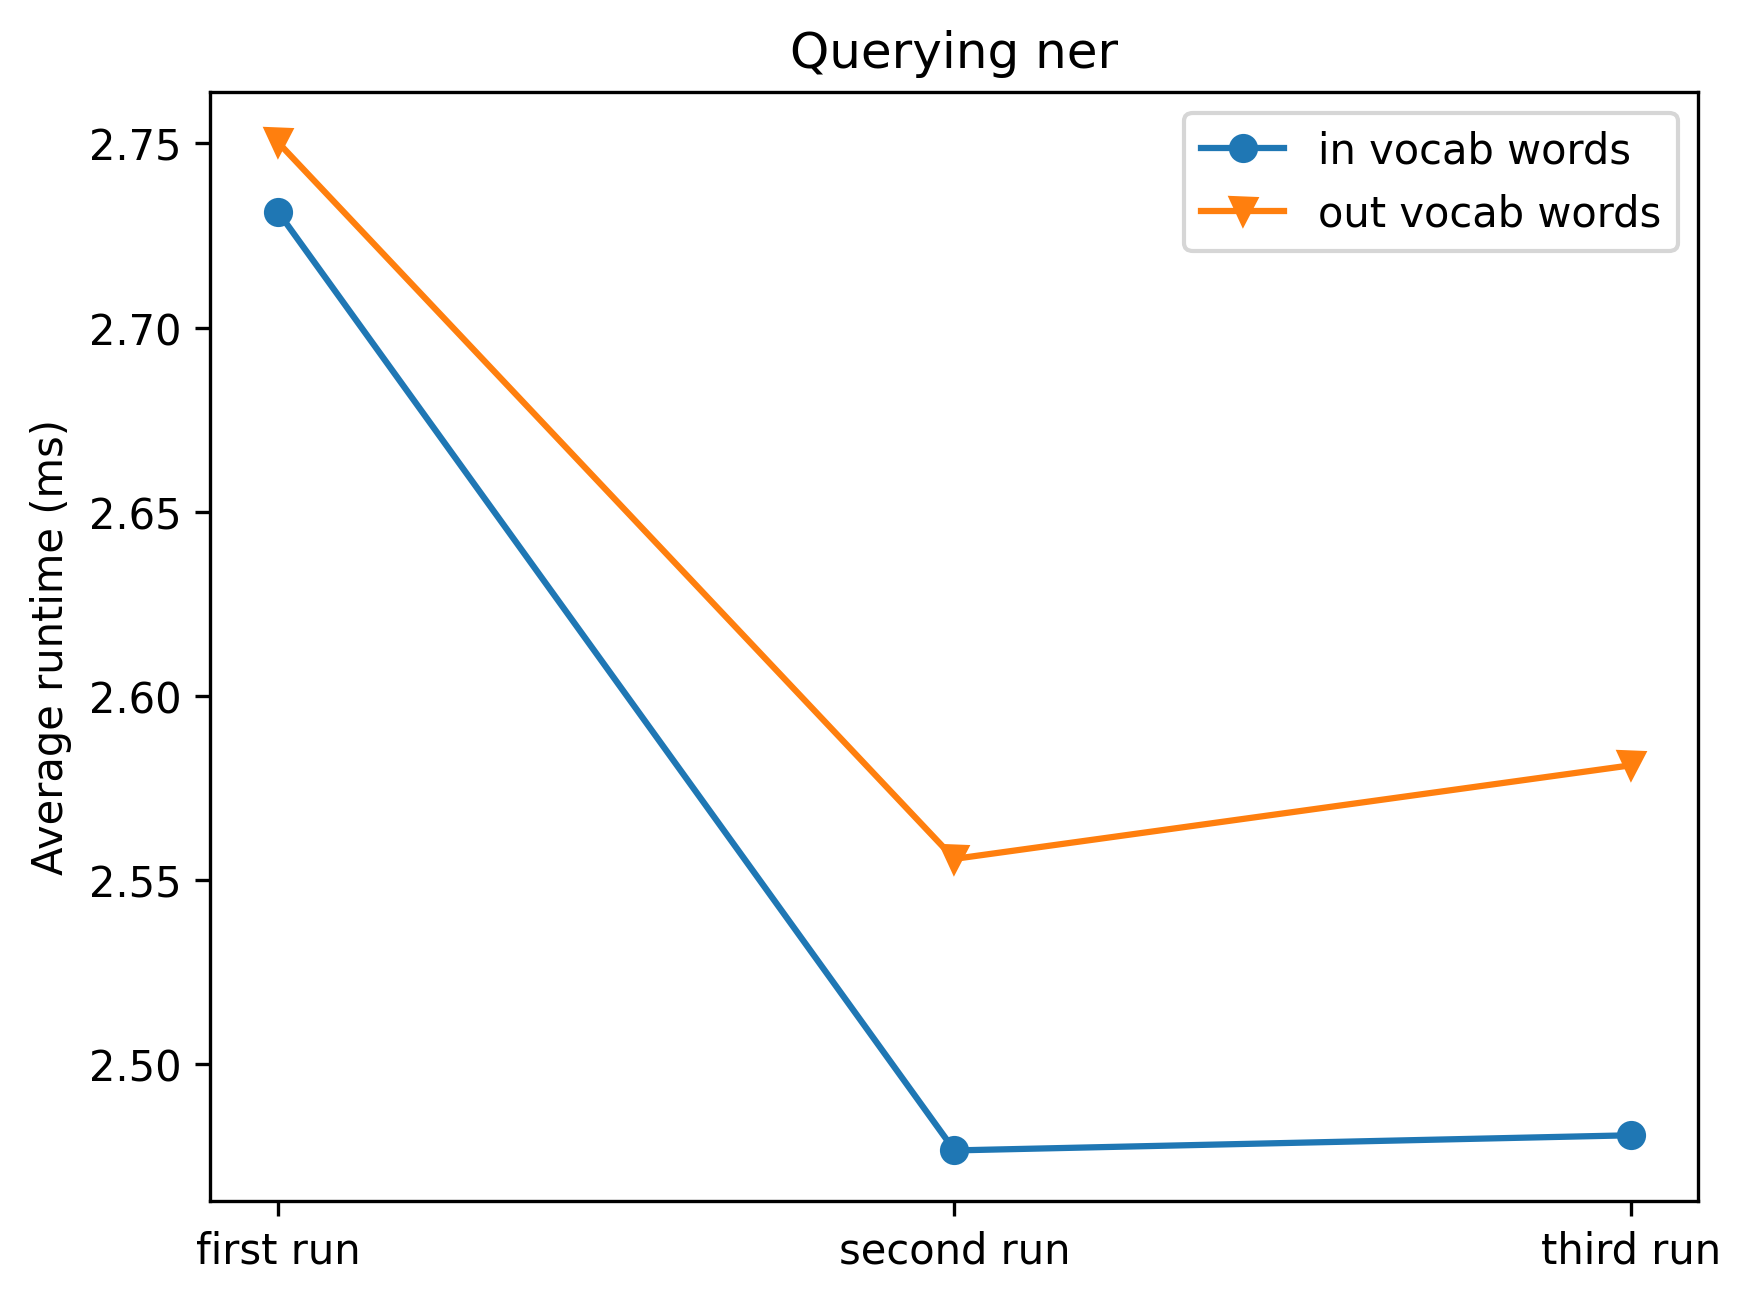 Querying ner
in vocab words
out vocab words
Average runtime (ms)
2.75
2.70
2.65
2.60
2.55
2.50
first run
second run
third run